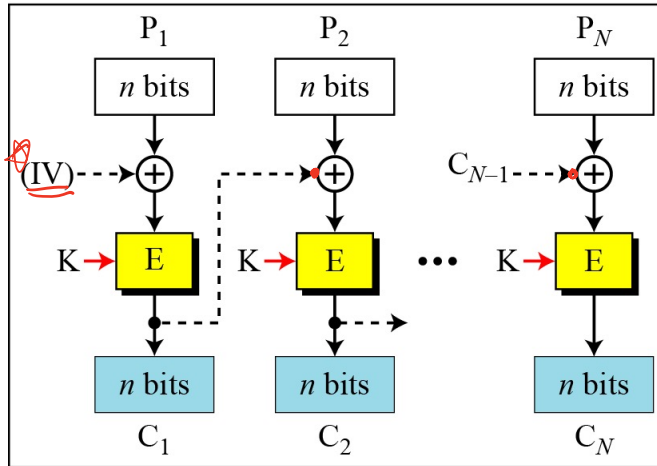 P1 P2 PN
n bits n bits n bits
(IV) + + CN−1 +
K E K E ••• K E
n bits n bits n bits
C1 C2 CN